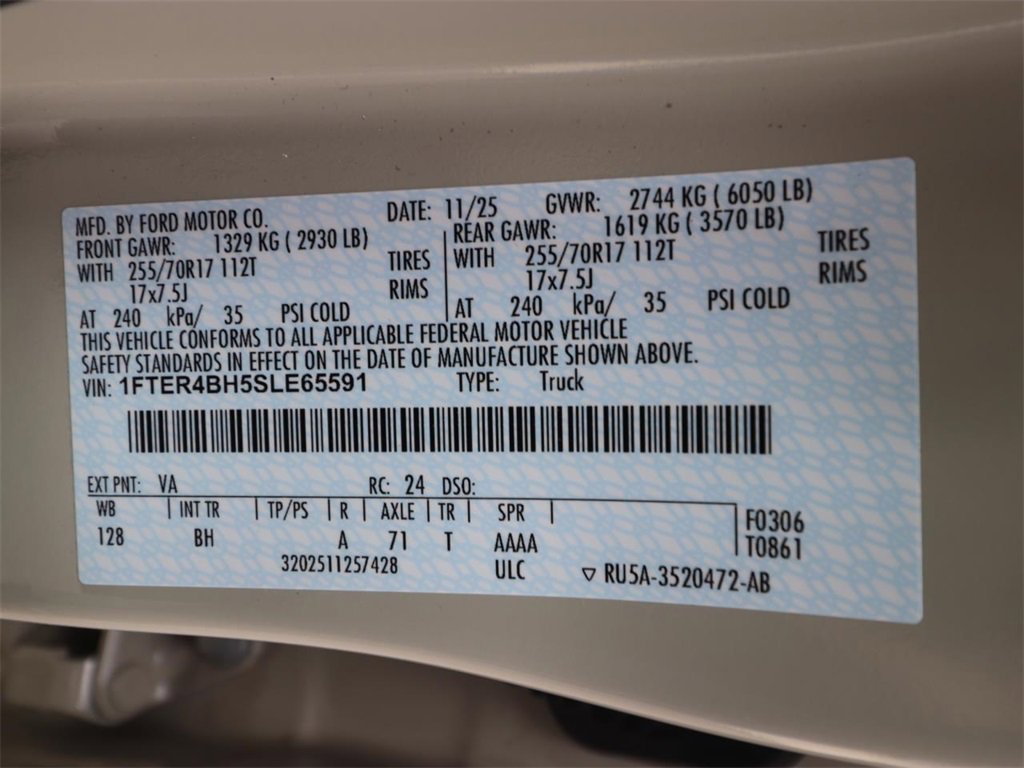 MFD. BY FORD MOTOR CO. DATE: 11/25 GVWR: 2744 KG ( 6050 LB)
FRONT GAWR: 1329 KG ( 2930 LB) REAR GAWR: 1619 KG ( 3570 LB)
WITH 255/70R17 112T TIRES WITH 255/70R17 112T TIRES
17x7.5J RIMS 17x7.5J RIMS
AT 240 kPa/ 35 PSI COLD AT 240 kPa/ 35 PSI COLD
THIS VEHICLE CONFORMS TO ALL APPLICABLE FEDERAL MOTOR VEHICLE
SAFETY STANDARDS IN EFFECT ON THE DATE OF MANUFACTURE SHOWN ABOVE.
VIN: 1FTER4BH5SLE65591 TYPE: Truck
EXT PNT: VA RC: 24 DSO:
WB INT TR TP/PS R AXLE TR SPR F0306
128 BH A 71 T AAAA T0861
3202511257428 ULC ▽ RU5A-3520472-AB